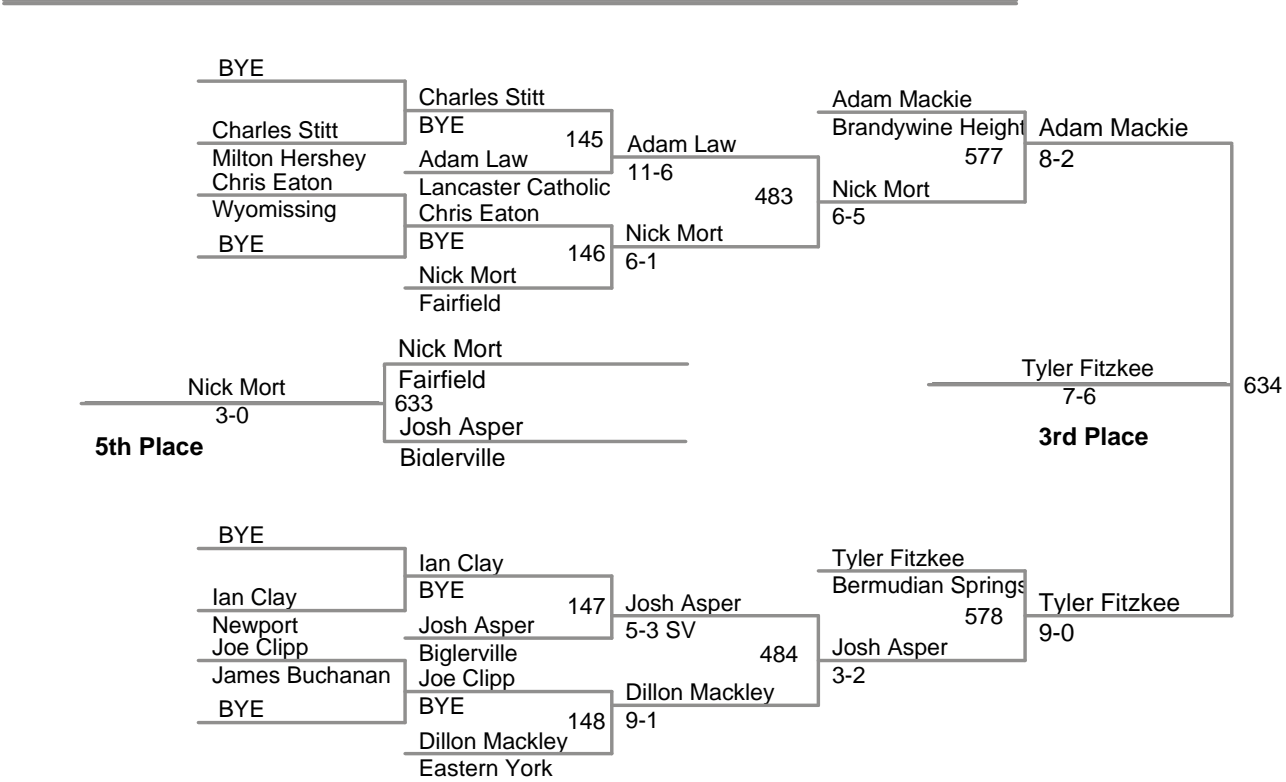 BYE
Charles Stitt
Milton Hershey
Chris Eaton
Wyomissing
BYE
Charles Stitt
BYE
145
Adam Law
Lancaster Catholic
Chris Eaton
BYE
146
Nick Mort
Fairfield
Adam Law
11-6
483
Nick Mort
6-1
Adam Mackie
Brandywine Height
577
Nick Mort
6-5
Adam Mackie
8-2
Nick Mort
3-0
5th Place
Nick Mort
Fairfield
633
Josh Asper
Biglerville
Tyler Fitzkee
7-6
3rd Place
634
BYE
Ian Clay
Newport
Joe Clipp
James Buchanan
BYE
Ian Clay
BYE
147
Josh Asper
Biglerville
Joe Clipp
BYE
148
Dillon Mackley
Eastern York
Josh Asper
5-3 SV
484
Dillon Mackley
9-1
Tyler Fitzkee
Bermudian Springs
578
Josh Asper
3-2
Tyler Fitzkee
9-0